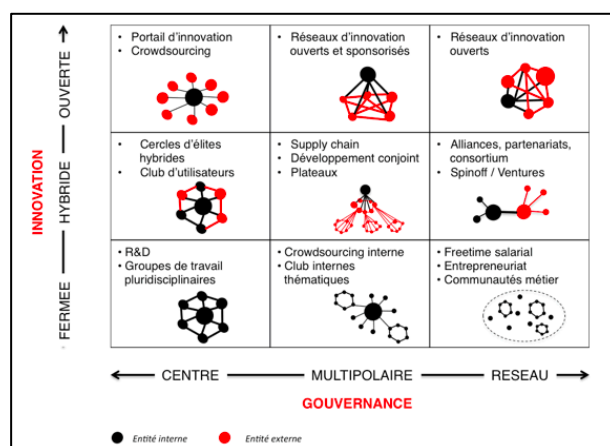 • Portail d'innovation
• Crowdsourcing
• Réseaux d'innovation
ouverts et sponsorisés
• Réseaux d'innovation
ouverts
• Cercles d'élites
hybrides
• Club d'utilisateurs
• Supply chain
• Développement conjoint
• Plateaux
• Alliances, partenariats,
consortium
• Spinoff / Ventures
• R&D
• Groupes de travail
pluridisciplinaires
• Crowdsourcing interne
• Club internes
thématiques
• Freetime salarial
• Entrepreneuriat
• Communautés métier
INNOVATION
OUVERTE
HYBRIDE
FERMEE
CENTRE
MULTIPOLAIRE
RESEAU
GOUVERNANCE
Entité interne
Entité externe